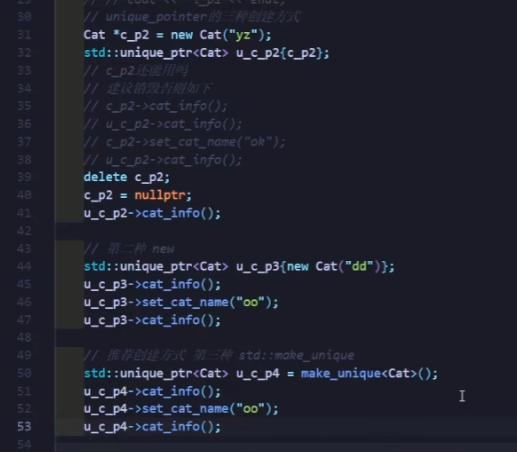 29 // // cout << *i_p2 << endl;
30 // unique_pointer的三种创建方式
31 Cat *c_p2 = new Cat("yz");
32 std::unique_ptr<Cat> u_c_p2{c_p2};
33 // c_p2还能用吗
34 // 建议销毁否则如下
35 // c_p2->cat_info();
36 // u_c_p2->cat_info();
37 // c_p2->set_cat_name("ok");
38 // u_c_p2->cat_info();
39 delete c_p2;
40 c_p2 = nullptr;
41 u_c_p2->cat_info();
42
43 // 第二种 new
44 std::unique_ptr<Cat> u_c_p3{new Cat("dd")};
45 u_c_p3->cat_info();
46 u_c_p3->set_cat_name("oo");
47 u_c_p3->cat_info();
48
49 // 推荐创建方式 第三种 std::make_unique
50 std::unique_ptr<Cat> u_c_p4 = make_unique<Cat>();
51 u_c_p4->cat_info();
52 u_c_p4->set_cat_name("oo");
53 u_c_p4->cat_info();
54